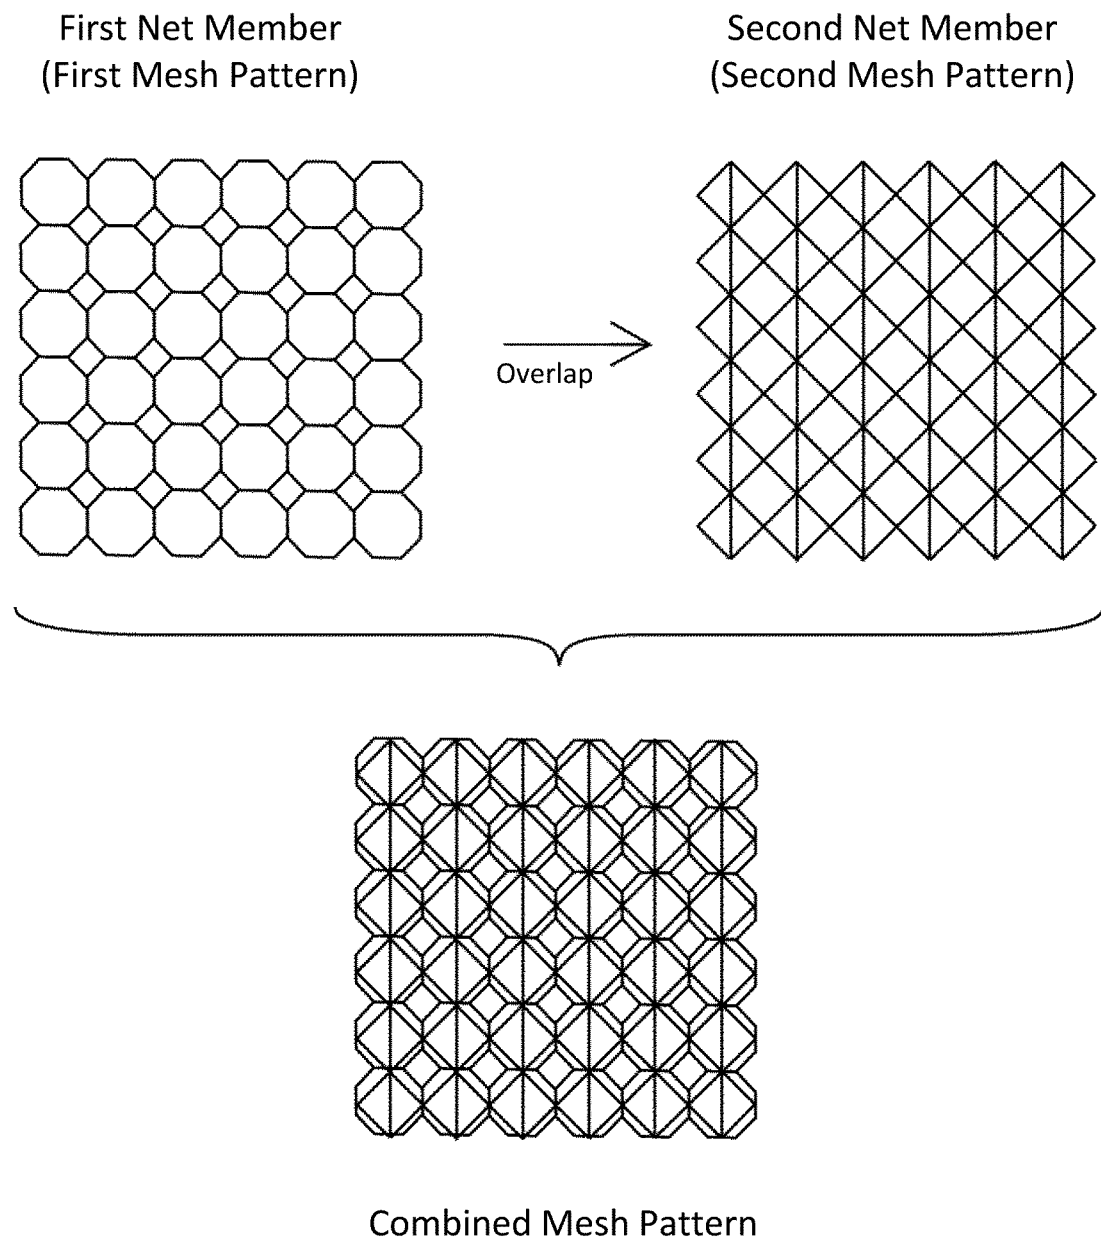 First Net Member
(First Mesh Pattern)
Second Net Member
(Second Mesh Pattern)
Overlap
Combined Mesh Pattern